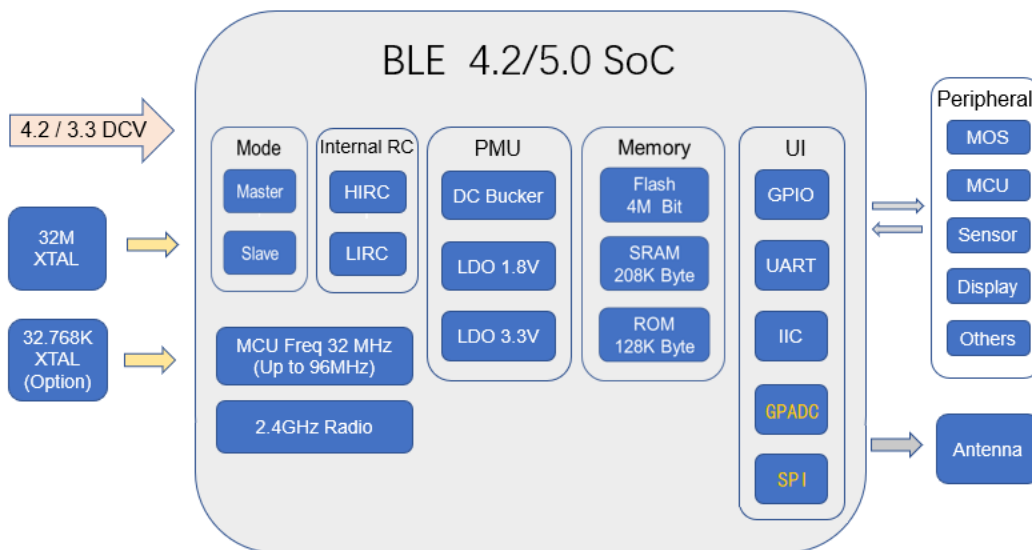 BLE 4.2/5.0 SoC
4.2 / 3.3 DCV
32M
XTAL
32.768K
XTAL
(Option)
Mode
Master
Slave
Internal RC
HIRC
LIRC
MCU Freq 32 MHz
(Up to 96MHz)
2.4GHz Radio
PMU
DC Bucker
LDO 1.8V
LDO 3.3V
Memory
Flash
4M Bit
SRAM
208K Byte
ROM
128K Byte
UI
GPIO
UART
IIC
GPADC
SPI
Peripheral
MOS
MCU
Sensor
Display
Others
Antenna